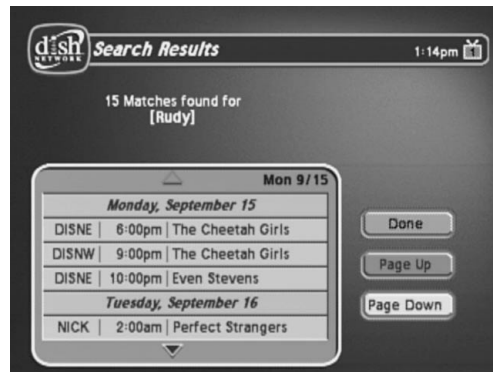 dish
NETWORK
Search Results
1:14pm
1
15 Matches found for
[Rudy]
Mon 9/15
Monday, September 15
DISNE | 6:00pm | The Cheetah Girls
DISNW | 9:00pm | The Cheetah Girls
DISNE | 10:00pm | Even Stevens
Tuesday, September 16
NICK | 2:00am | Perfect Strangers
Done
Page Up
Page Down